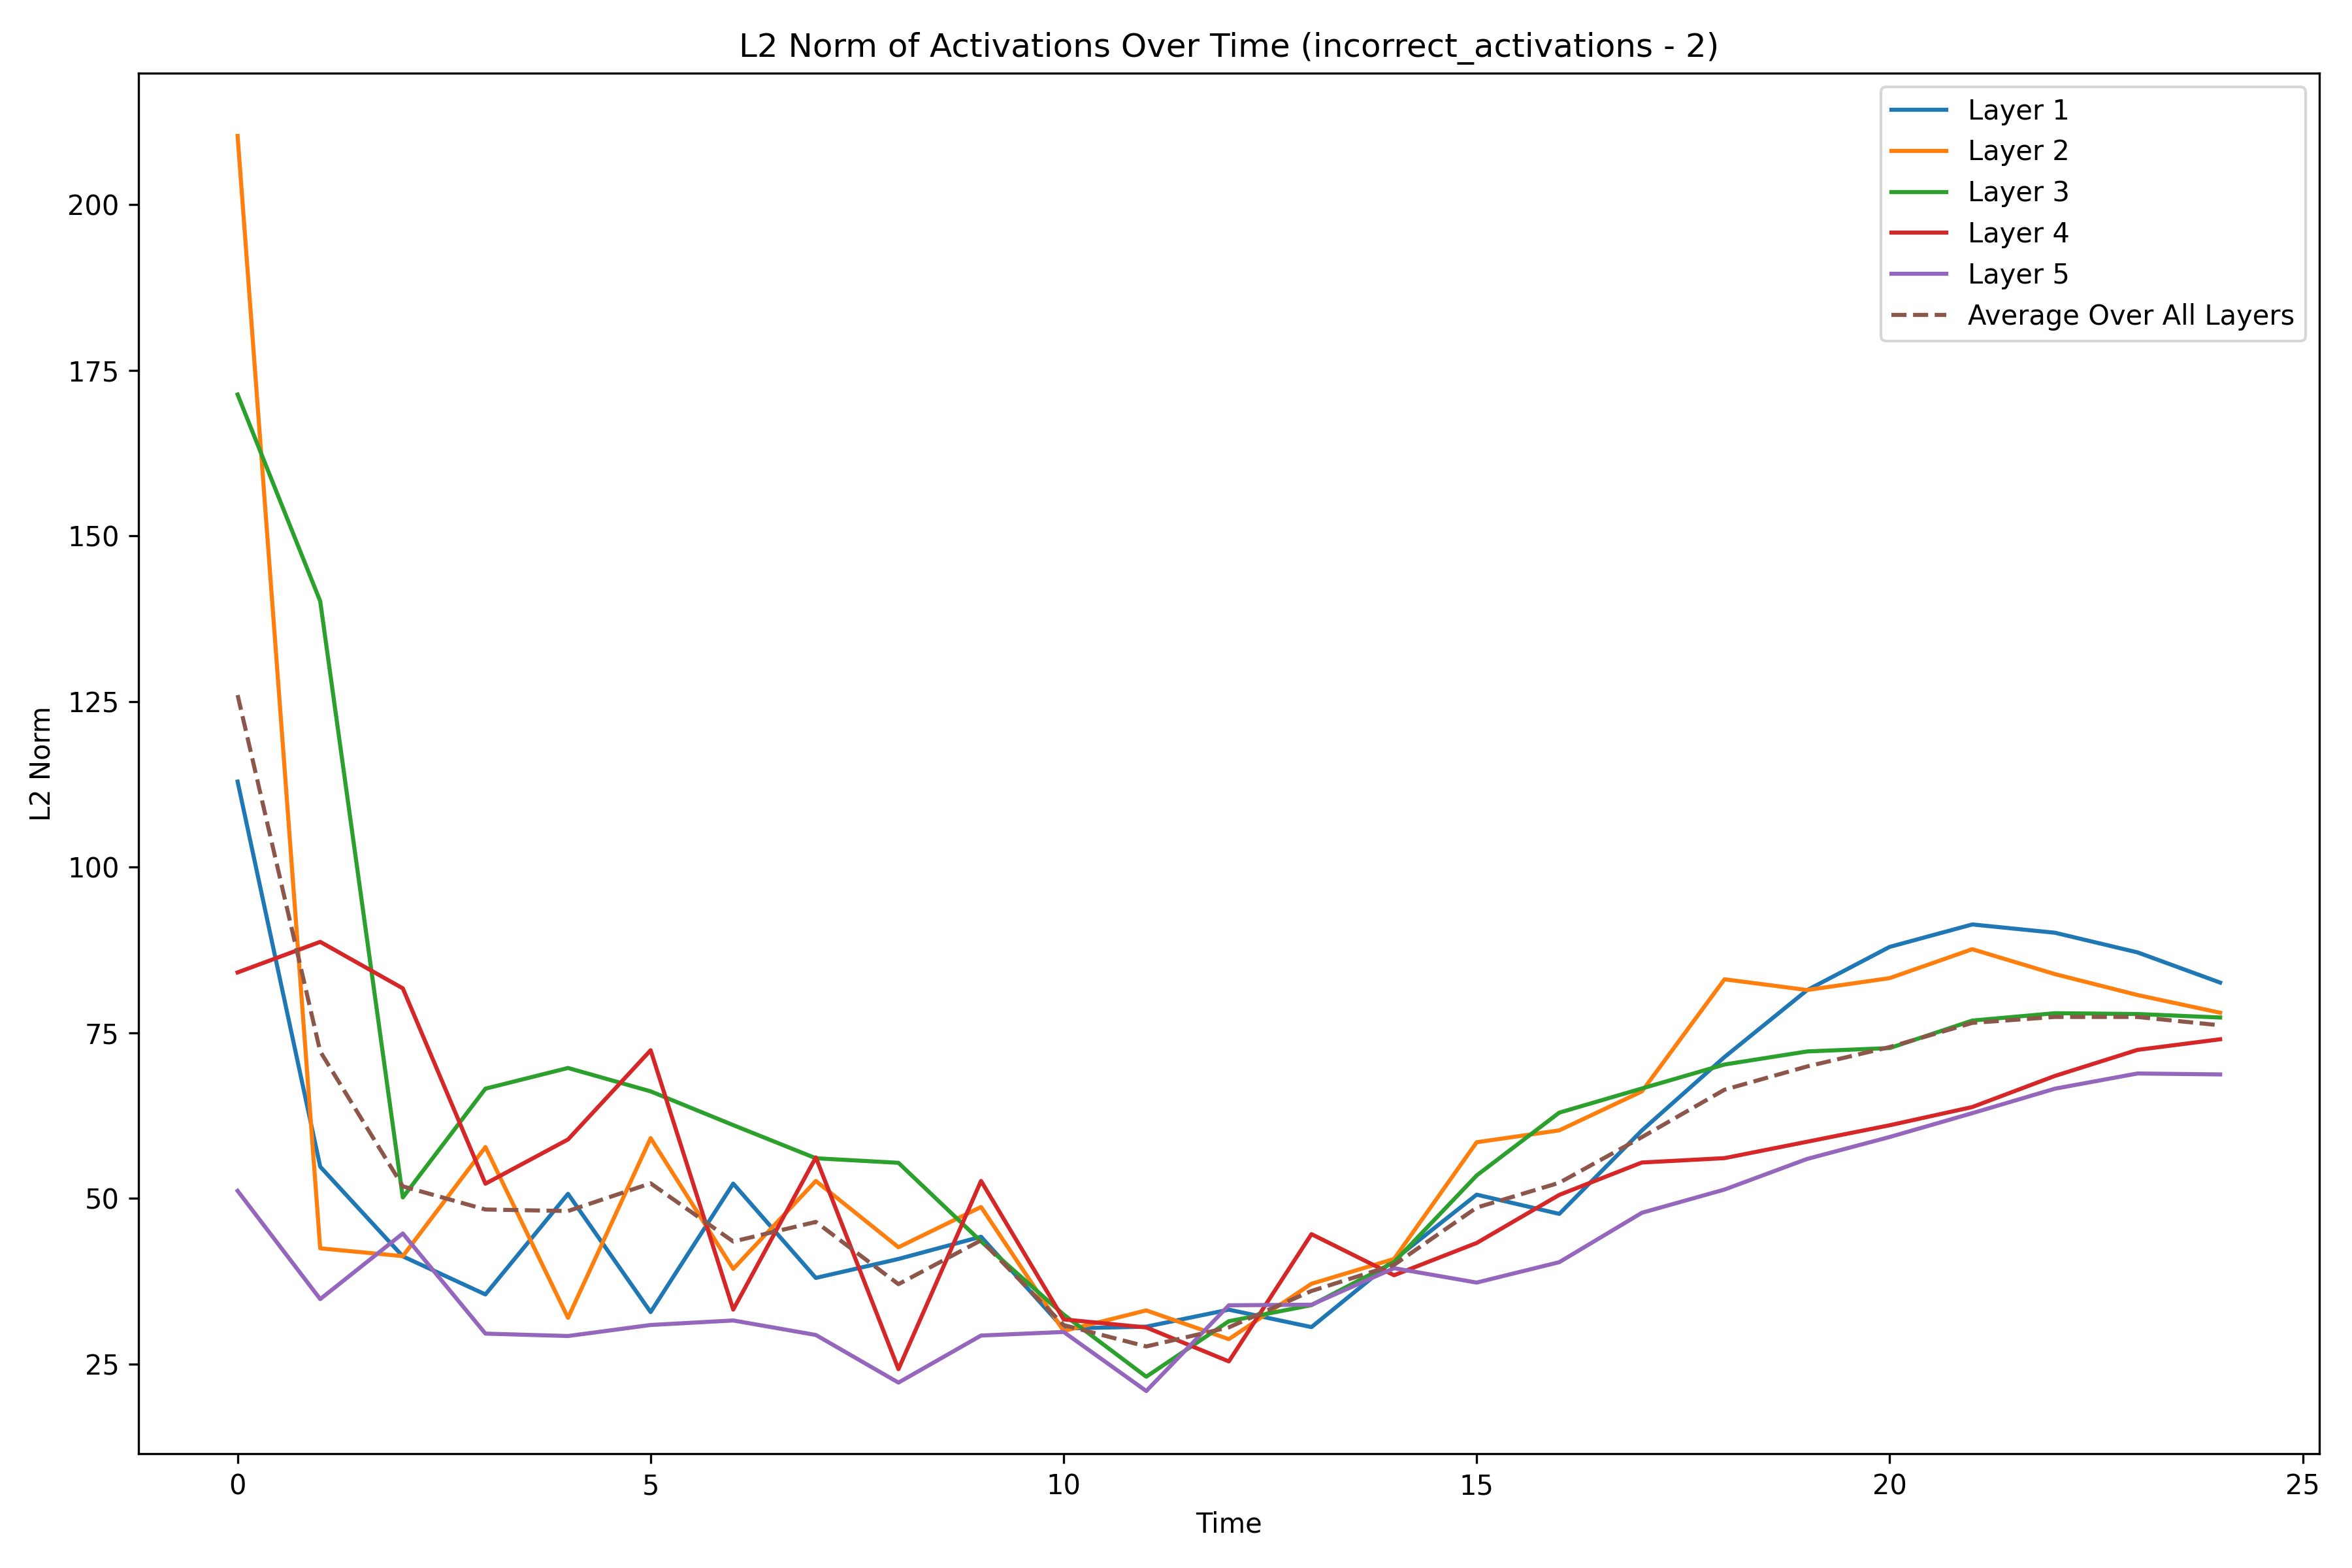 L2 Norm of Activations Over Time (incorrect_activations - 2)
Layer 1
Layer 2
Layer 3
Layer 4
Layer 5
Average Over All Layers
L2 Norm
200
175
150
125
100
75
50
25
0 5 10 15 20 25
Time